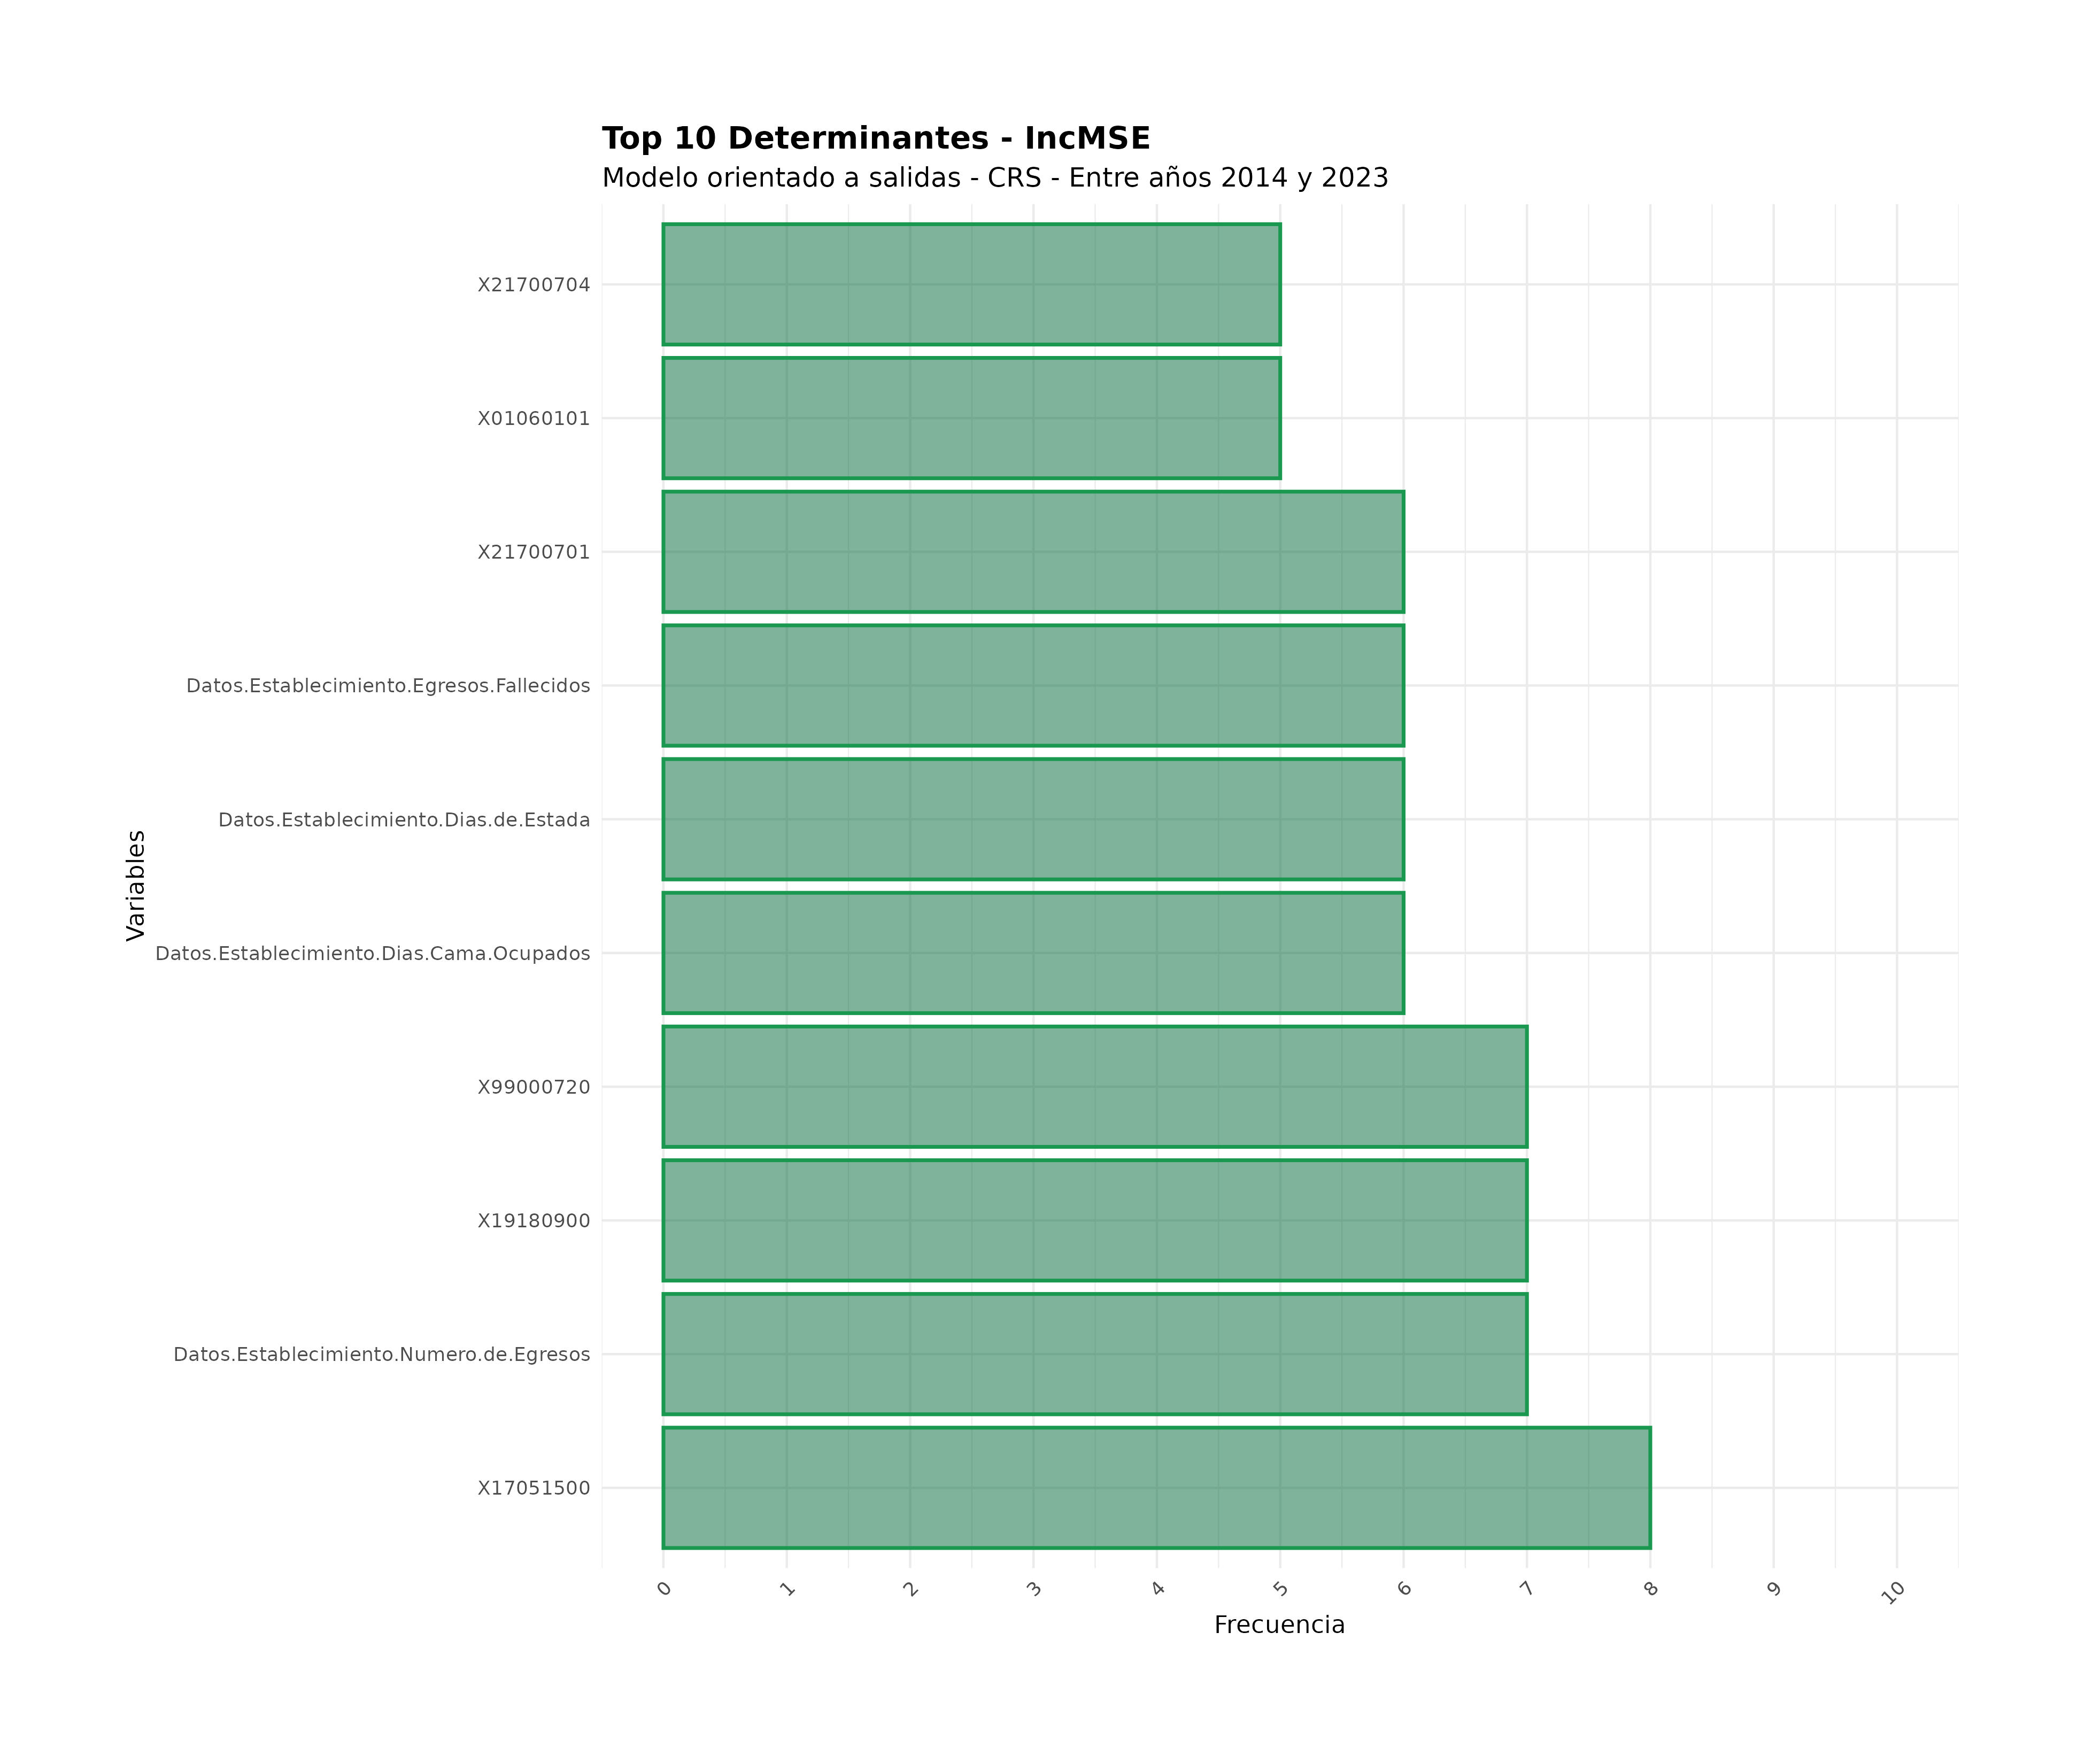 Top 10 Determinantes - IncMSE
Modelo orientado a salidas - CRS - Entre años 2014 y 2023
Variables
X21700704
X01060101
X21700701
Datos.Establecimiento.Egresos.Fallecidos
Datos.Establecimiento.Dias.de.Estada
Datos.Establecimiento.Dias.Cama.Ocupados
X99000720
X19180900
Datos.Establecimiento.Numero.de.Egresos
X17051500
0 1 2 3 4 5 6 7 8 9 10
Frecuencia